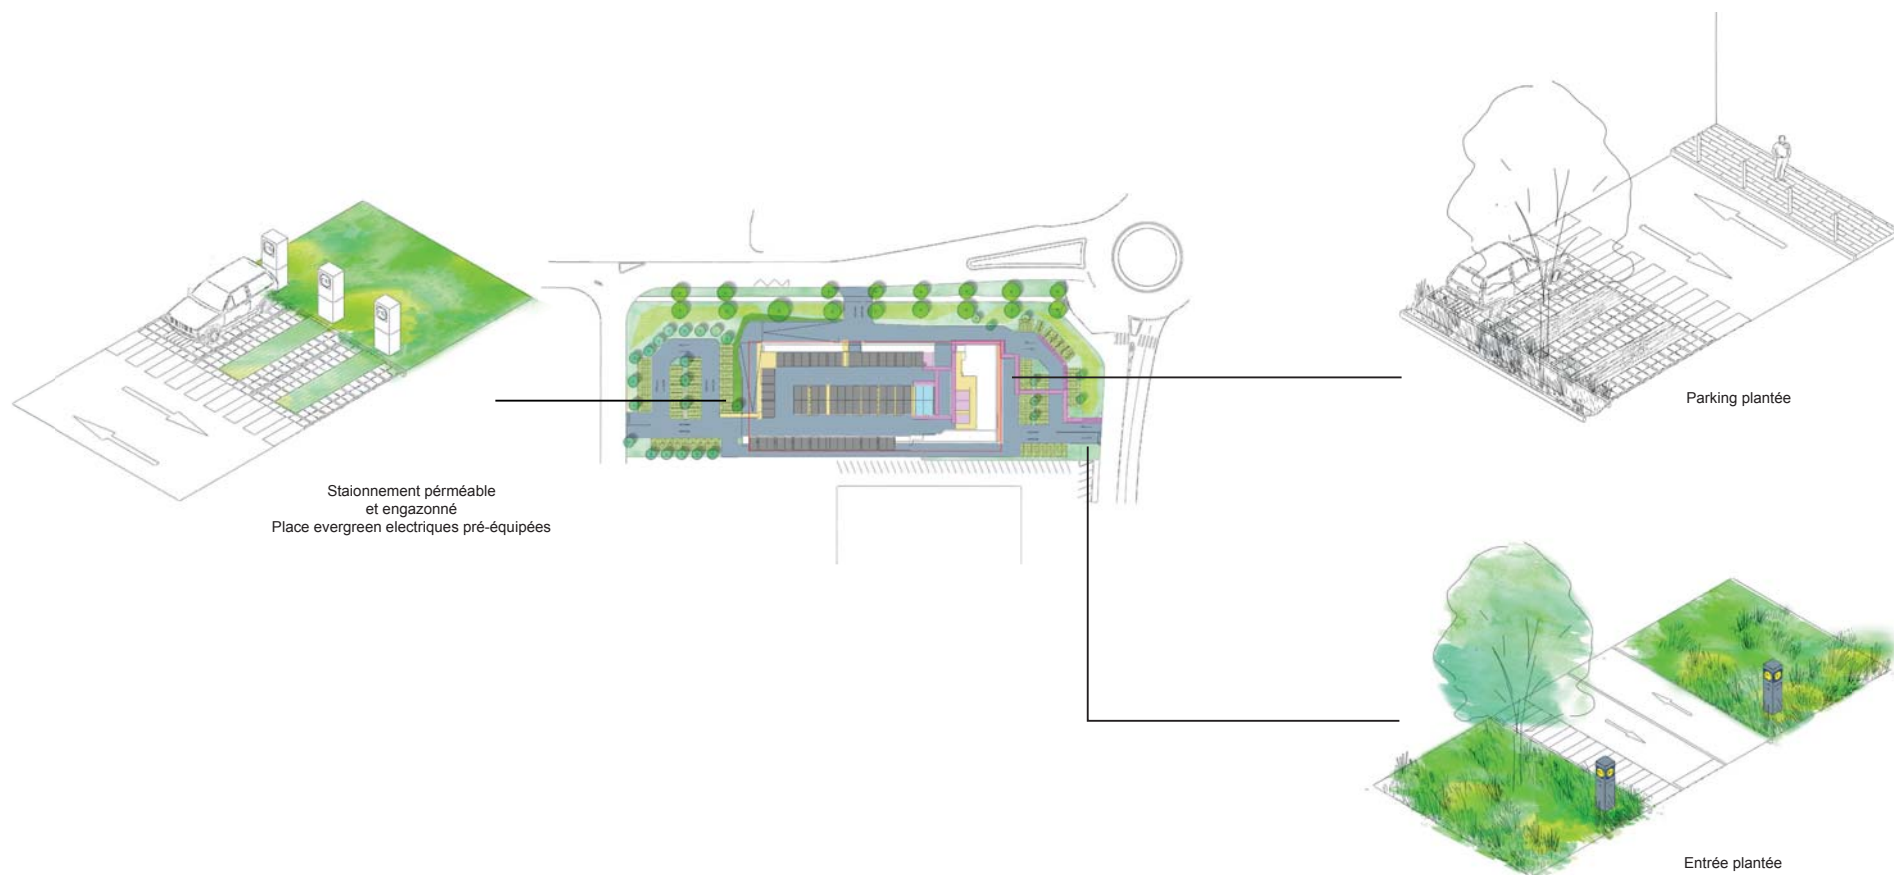 Staionnement pérméable
et engazonné
Place evergreen electriques pré-équipées
Parking plantée
Entrée plantée